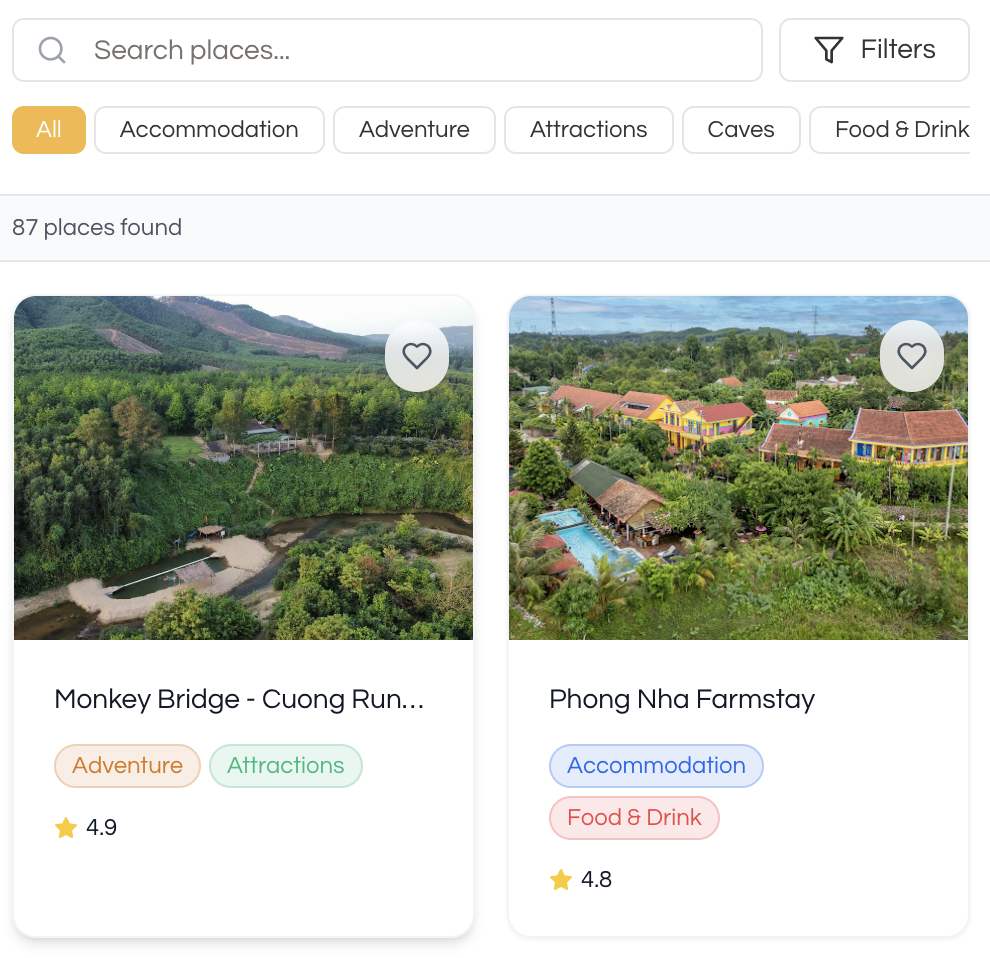 Search places...
Filters
All
Accommodation
Adventure
Attractions
Caves
Food & Drink
87 places found
Monkey Bridge - Cuong Run...
Adventure
Attractions
4.9
Phong Nha Farmstay
Accommodation
Food & Drink
4.8